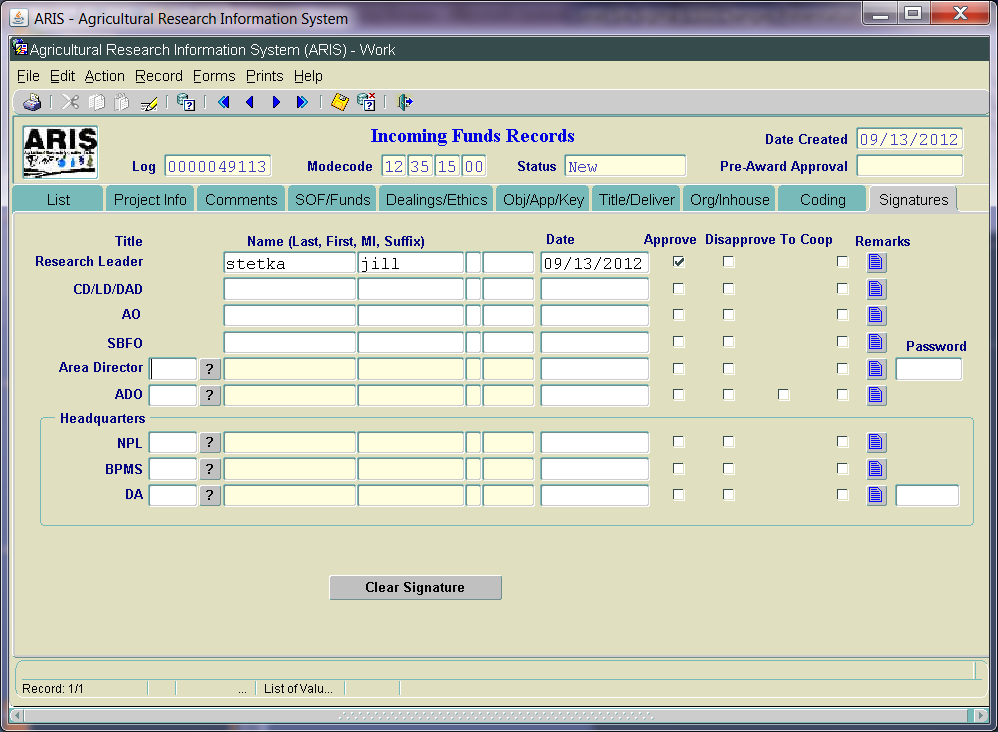 ARIS - Agricultural Research Information System
Agricultural Research Information System (ARIS) - Work
File Edit Action Record Forms Prints Help
ARIS
Incoming Funds Records
Date Created 09/13/2012
Log 0000049113 Modecode 12 35 15 00 Status New Pre-Award Approval
List Project Info Comments SOF/Funds Dealings/Ethics Obj/App/Key Title/Deliver Org/Inhouse Coding Signatures
Title Name (Last, First, MI, Suffix) Date Approve Disapprove To Coop Remarks
Research Leader stetka jill 09/13/2012
CD/LD/DAD
AO
SBFO
Password
Area Director ?
ADO ?
Headquarters
NPL ?
BPMS ?
DA ?
Clear Signature
Record: 1/1 ... List of Valu...